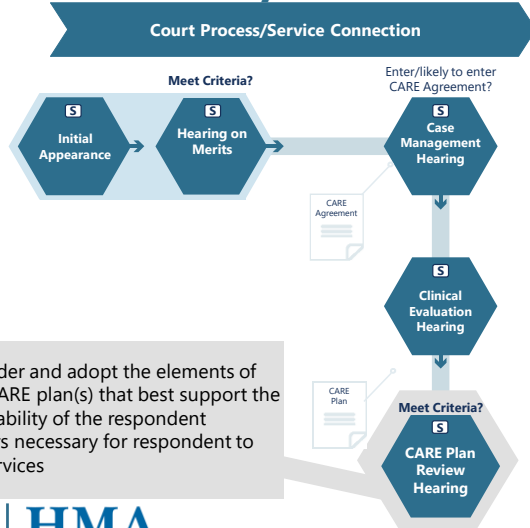 Court Process/Service Connection
Meet Criteria?
Enter/likely to enter
CARE Agreement?
S
Initial
Appearance
S
Hearing on
Merits
S
Case
Management
Hearing
CARE
Agreement
S
Clinical
Evaluation
Hearing
der and adopt the elements of
ARE plan(s) that best support the
ability of the respondent
rs necessary for respondent to
rvices
CARE
Plan
Meet Criteria?
S
CARE Plan
Review
Hearing
HMA